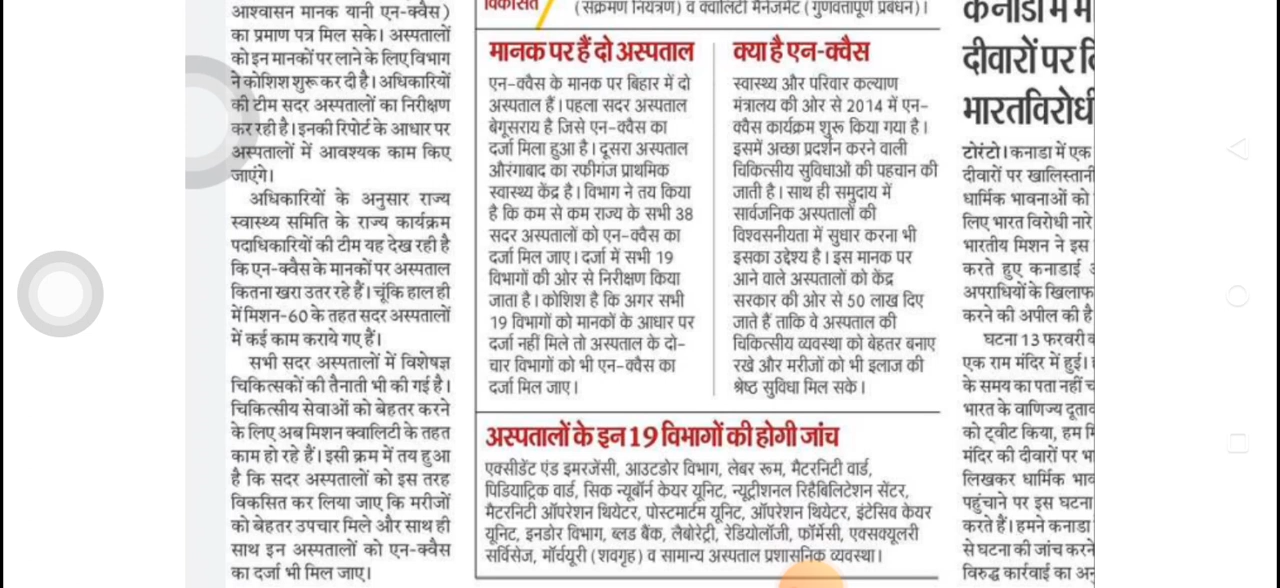 आश्वासन मानक यानी एन-क्वैस)
का प्रमाण पत्र मिल सके। अस्पतालों
को इन मानकों पर लाने के लिए विभाग
ने कोशिश शुरू कर दी है। अधिकारियों
की टीम सदर अस्पतालों का निरीक्षण
कर रही है। इनकी रिपोर्ट के आधार पर
अस्पतालों में आवश्यक काम किए
जाएंगे।
अधिकारियों के अनुसार राज्य
स्वास्थ्य समिति के राज्य कार्यक्रम
पदाधिकारियों की टीम यह देख रही है
कि एन-क्वैस के मानकों पर अस्पताल
कितना खरा उतर रहे हैं। चूंकि हाल ही
में मिशन-60 के तहत सदर अस्पतालों
में कई काम कराये गए हैं।
सभी सदर अस्पतालों में विशेषज्ञ
चिकित्सकों की तैनाती भी की गई है।
चिकित्सीय सेवाओं को बेहतर करने
के लिए अब मिशन क्वालिटी के तहत
काम हो रहे हैं। इसी क्रम में तय हुआ
है कि सदर अस्पतालों को इस तरह
विकसित कर लिया जाए कि मरीजों
को बेहतर उपचार मिले और साथ ही
साथ इन अस्पतालों को एन-क्वैस
का दर्जा भी मिल जाए।
विकसित
(संक्रमण नियंत्रण) व क्वालिटी मैनेजमेंट (गुणवत्तापूर्ण प्रबंधन)।
मानक पर हैं दो अस्पताल
एन-क्वैस के मानक पर बिहार में दो
अस्पताल हैं। पहला सदर अस्पताल
बेगूसराय है जिसे एन-क्वैस का
दर्जा मिला हुआ है। दूसरा अस्पताल
औरंगाबाद का रफीगंज प्राथमिक
स्वास्थ्य केंद्र है। विभाग ने तय किया
है कि कम से कम राज्य के सभी 38
सदर अस्पतालों को एन-क्वैस का
दर्जा मिल जाए। दर्जा में सभी 19
विभागों की ओर से निरीक्षण किया
जाता है। कोशिश है कि अगर सभी
19 विभागों को मानकों के आधार पर
दर्जा नहीं मिले तो अस्पताल के दो-
चार विभागों को भी एन-क्वैस का
दर्जा मिल जाए।
क्या है एन-क्वैस
स्वास्थ्य और परिवार कल्याण
मंत्रालय की ओर से 2014 में एन-
क्वैस कार्यक्रम शुरू किया गया है।
इसमें अच्छा प्रदर्शन करने वाली
चिकित्सीय सुविधाओं की पहचान की
जाती है। साथ ही समुदाय में
सार्वजनिक अस्पतालों की
विश्वसनीयता में सुधार करना भी
इसका उद्देश्य है। इस मानक पर
आने वाले अस्पतालों को केंद्र
सरकार की ओर से 50 लाख दिए
जाते हैं ताकि वे अस्पताल की
चिकित्सीय व्यवस्था को बेहतर बनाए
रखे और मरीजों को भी इलाज की
श्रेष्ठ सुविधा मिल सके।
अस्पतालों के इन 19 विभागों की होगी जांच
एक्सीडेंट एंड इमरजेंसी, आउटडोर विभाग, लेबर रूम, मैटरनिटी वार्ड,
पिडियाट्रिक वार्ड, सिक न्यूबॉर्न केयर यूनिट, न्यूट्रीशनल रिहैबिलिटेशन सेंटर,
मैटरनिटी ऑपरेशन थियेटर, पोस्टमार्टम यूनिट, ऑपरेशन थियेटर, इंटेसिव केयर
यूनिट, इनडोर विभाग, ब्लड बैंक, लैबोरेट्री, रेडियोलॉजी, फॉर्मेसी, एक्सक्यूलरी
सर्विसेज, मॉर्चयूरी (शवगृह) व सामान्य अस्पताल प्रशासनिक व्यवस्था।
कनाडा में
दीवारों पर
भारतविरोधी
टोरंटो। कनाडा में एक
दीवारों पर खालिस्तानी
धार्मिक भावनाओं को
लिए भारत विरोधी नारे
भारतीय मिशन ने इस
करते हुए कनाडाई
अपराधियों के खिलाफ
करने की अपील की है
घटना 13 फरवरी
एक राम मंदिर में हुई।
के समय का पता नहीं
भारत के वाणिज्य
को ट्वीट किया, हम
मंदिर की दीवारों पर
लिखकर धार्मिक
पहुंचाने पर इस घटना
करते हैं। हमने कनाडा
से घटना की जांच करने
विरुद्ध कार्रवाई का